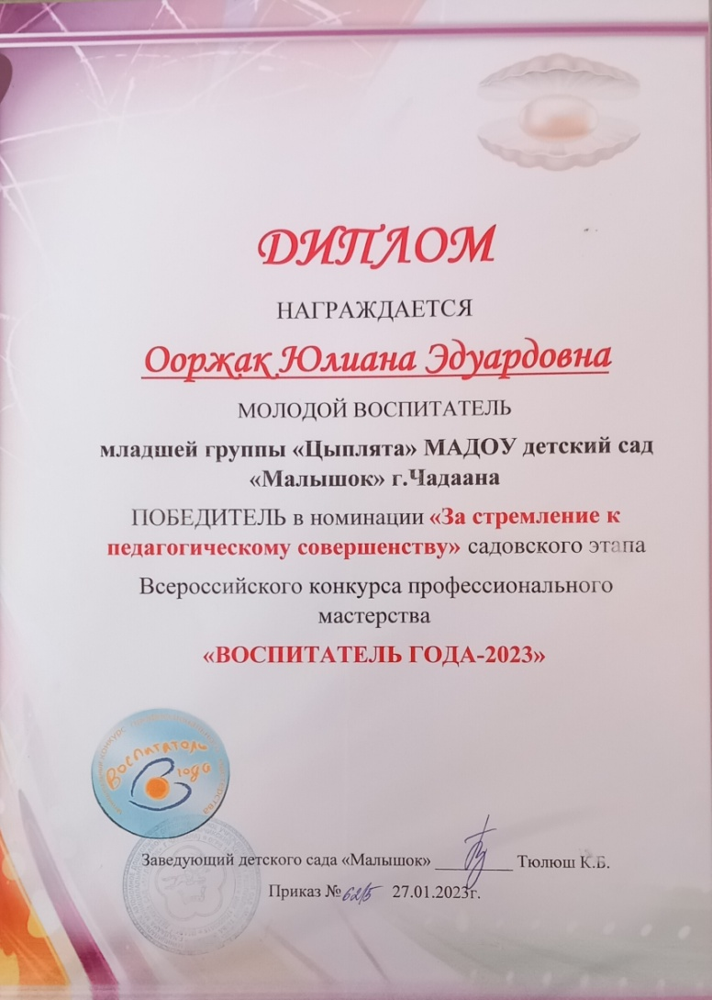 ДИПЛОМ
НАГРАЖДАЕТСЯ
Ооржак Юлиана Эдуардовна
МОЛОДОЙ ВОСПИТАТЕЛЬ
младшей группы «Цыплята» МАДОУ детский сад
«Малышок» г.Чадаана
ПОБЕДИТЕЛЬ в номинации «За стремление к
педагогическому совершенству» садовского этапа
Всероссийского конкурса профессионального
мастерства
«ВОСПИТАТЕЛЬ ГОДА-2023»
Воспитатель
года
Заведующий детского сада «Малышок» Тюлюш К.Б.
Приказ № 27.01.2023г.